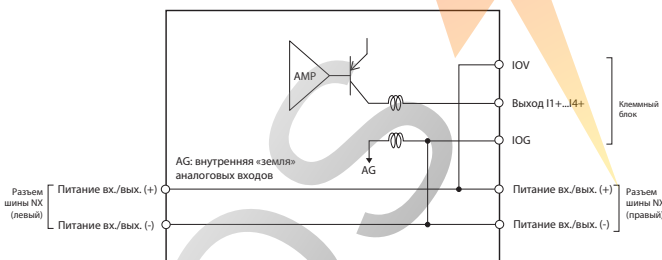 AMP
IOV
Выход I1+...I4+
Клеммный
блок
IOG
AG
AG: внутренняя «земля»
аналоговых входов
Разъем
шины NX
(левый)
Питание вх./вых. (+)
Питание вх./вых. (-)
Питание вх./вых. (+)
Питание вх./вых. (-)
Разъем
шины NX
(правый)